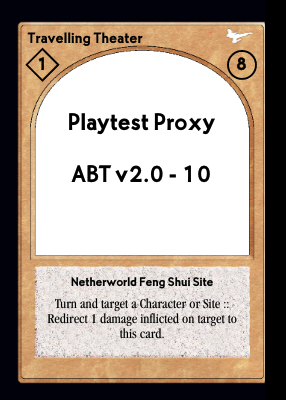 Travelling Theater
1
8
Playtest Proxy
ABT v2.0 - 10
Netherworld Feng Shui Site
Turn and target a Character or Site ::
Redirect 1 damage inflicted on target to
this card.